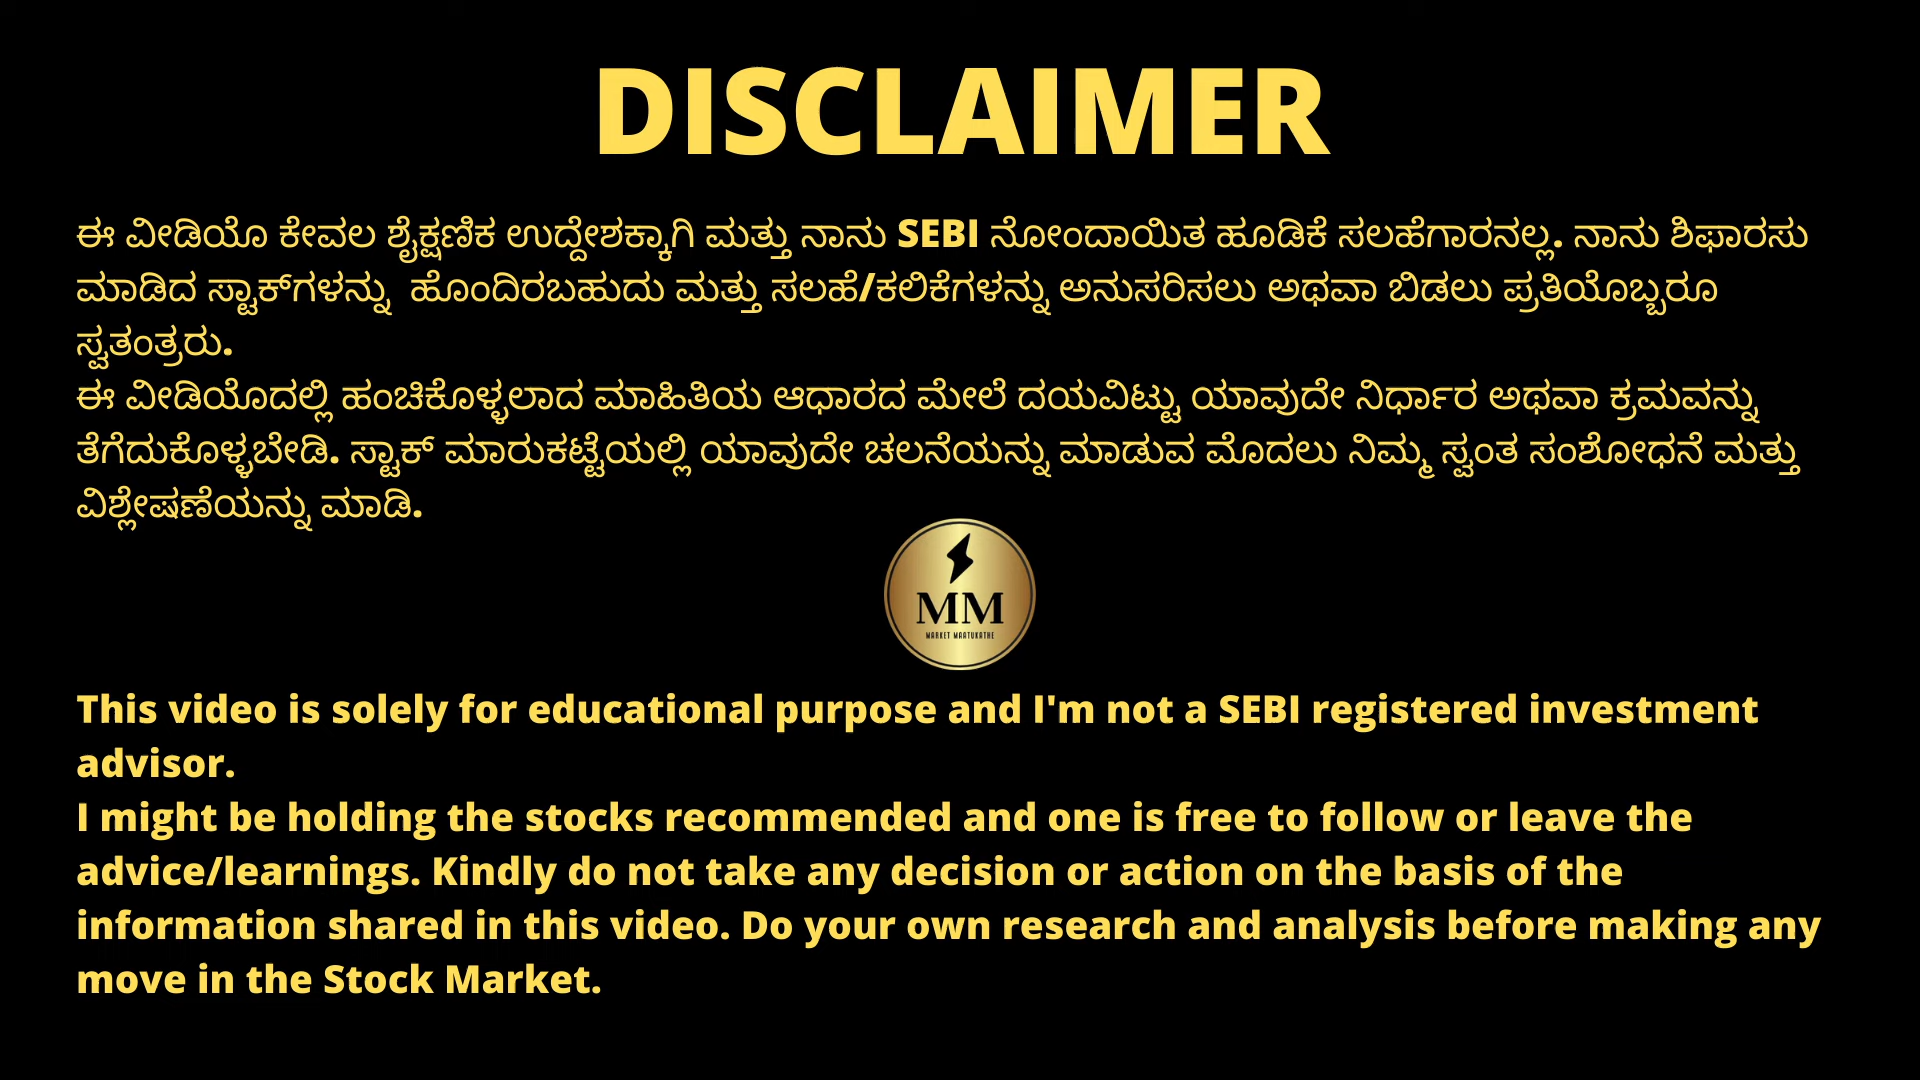 DISCLAIMER
ಈ ವೀಡಿಯೊ ಕೇವಲ ಶೈಕ್ಷಣಿಕ ಉದ್ದೇಶಕ್ಕಾಗಿ ಮತ್ತು ನಾನು SEBI ನೋಂದಾಯಿತ ಹೂಡಿಕೆ ಸಲಹೆಗಾರನಲ್ಲ. ನಾನು ಶಿಫಾರಸು
ಮಾಡಿದ ಸ್ಟಾಕ್‌ಗಳನ್ನು ಹೊಂದಿರಬಹುದು ಮತ್ತು ಸಲಹೆ/ಕಲಿಕೆಗಳನ್ನು ಅನುಸರಿಸಲು ಅಥವಾ ಬಿಡಲು ಪ್ರತಿಯೊಬ್ಬರೂ
ಸ್ವತಂತ್ರರು.
ಈ ವೀಡಿಯೊದಲ್ಲಿ ಹಂಚಿಕೊಳ್ಳಲಾದ ಮಾಹಿತಿಯ ಆಧಾರದ ಮೇಲೆ ದಯವಿಟ್ಟು ಯಾವುದೇ ನಿರ್ಧಾರ ಅಥವಾ ಕ್ರಮವನ್ನು
ತೆಗೆದುಕೊಳ್ಳಬೇಡಿ. ಸ್ಟಾಕ್ ಮಾರುಕಟ್ಟೆಯಲ್ಲಿ ಯಾವುದೇ ಚಲನೆಯನ್ನು ಮಾಡುವ ಮೊದಲು ನಿಮ್ಮ ಸ್ವಂತ ಸಂಶೋಧನೆ ಮತ್ತು
ವಿಶ್ಲೇಷಣೆಯನ್ನು ಮಾಡಿ.
MM
MARKET MAATUKATHE
This video is solely for educational purpose and I'm not a SEBI registered investment
advisor.
I might be holding the stocks recommended and one is free to follow or leave the
advice/learnings. Kindly do not take any decision or action on the basis of the
information shared in this video. Do your own research and analysis before making any
move in the Stock Market.